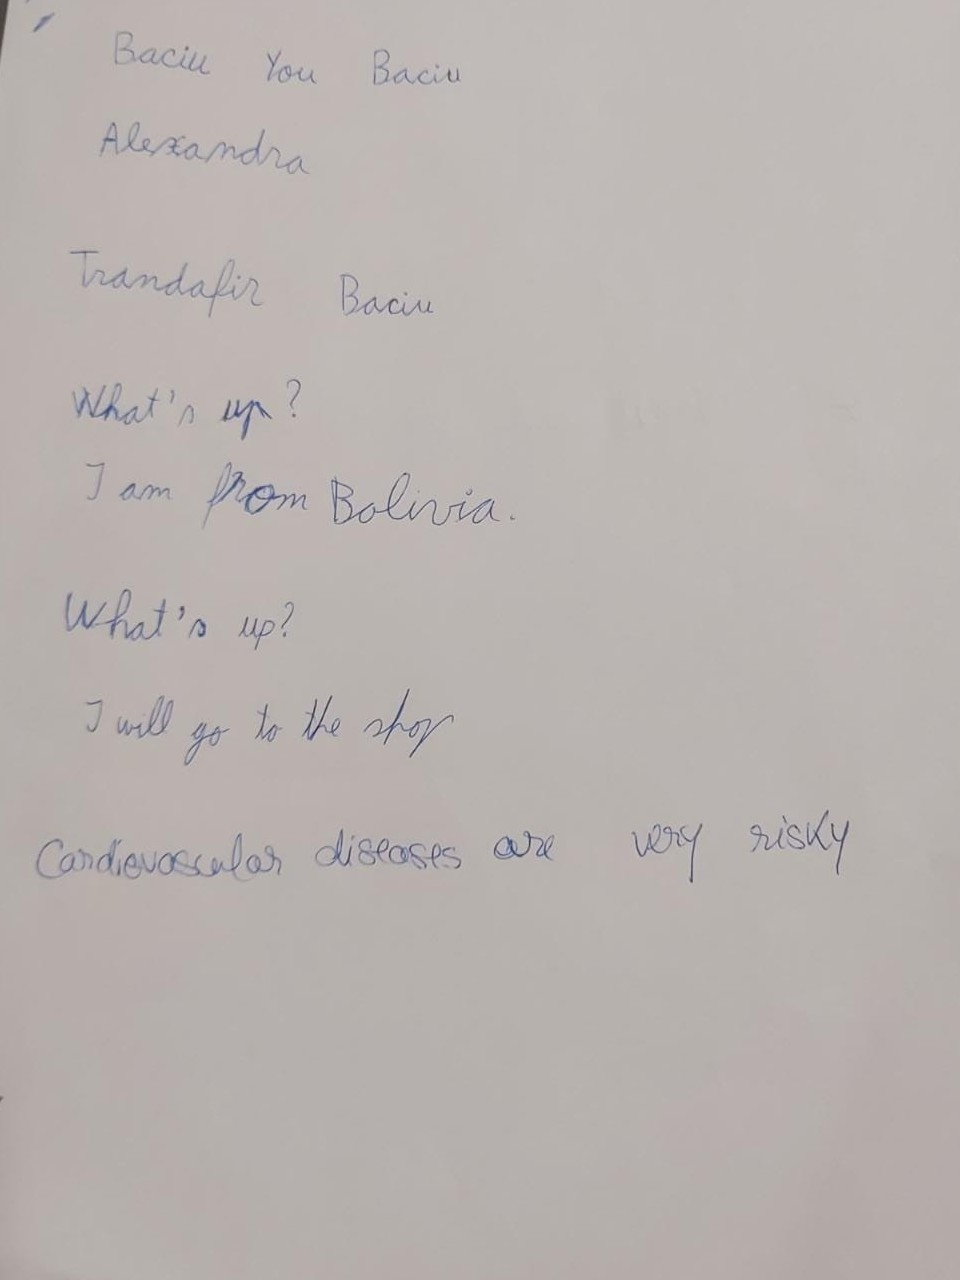 Baciu You Baciu
Alexandra
Trandafir Baciu
What's up?
I am from Bolivia.
What's up?
I will go to the shop
Cardiovascular diseases are very risky